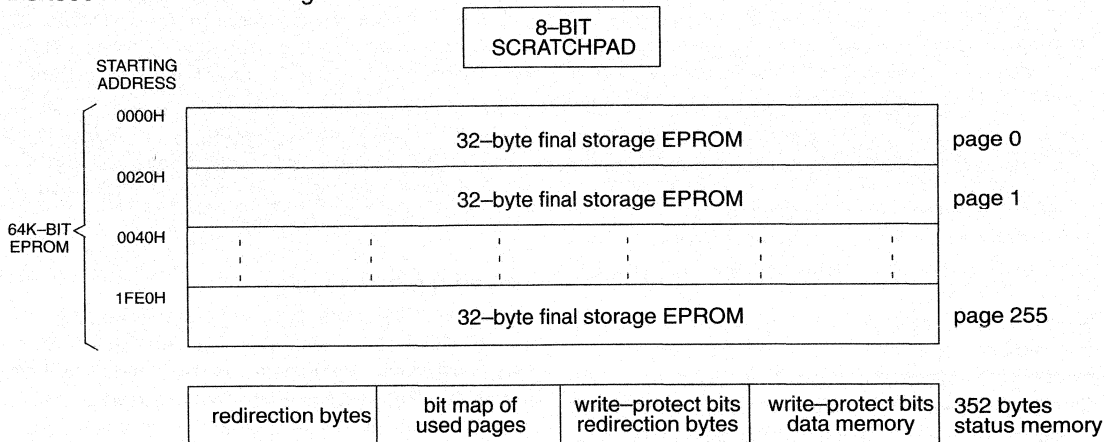 8–BIT
SCRATCHPAD
STARTING
ADDRESS
0000H
32–byte final storage EPROM
page 0
0020H
32–byte final storage EPROM
page 1
64K–BIT
EPROM
0040H
1FE0H
32–byte final storage EPROM
page 255
redirection bytes
bit map of
used pages
write–protect bits
redirection bytes
write–protect bits
data memory
352 bytes
status memory